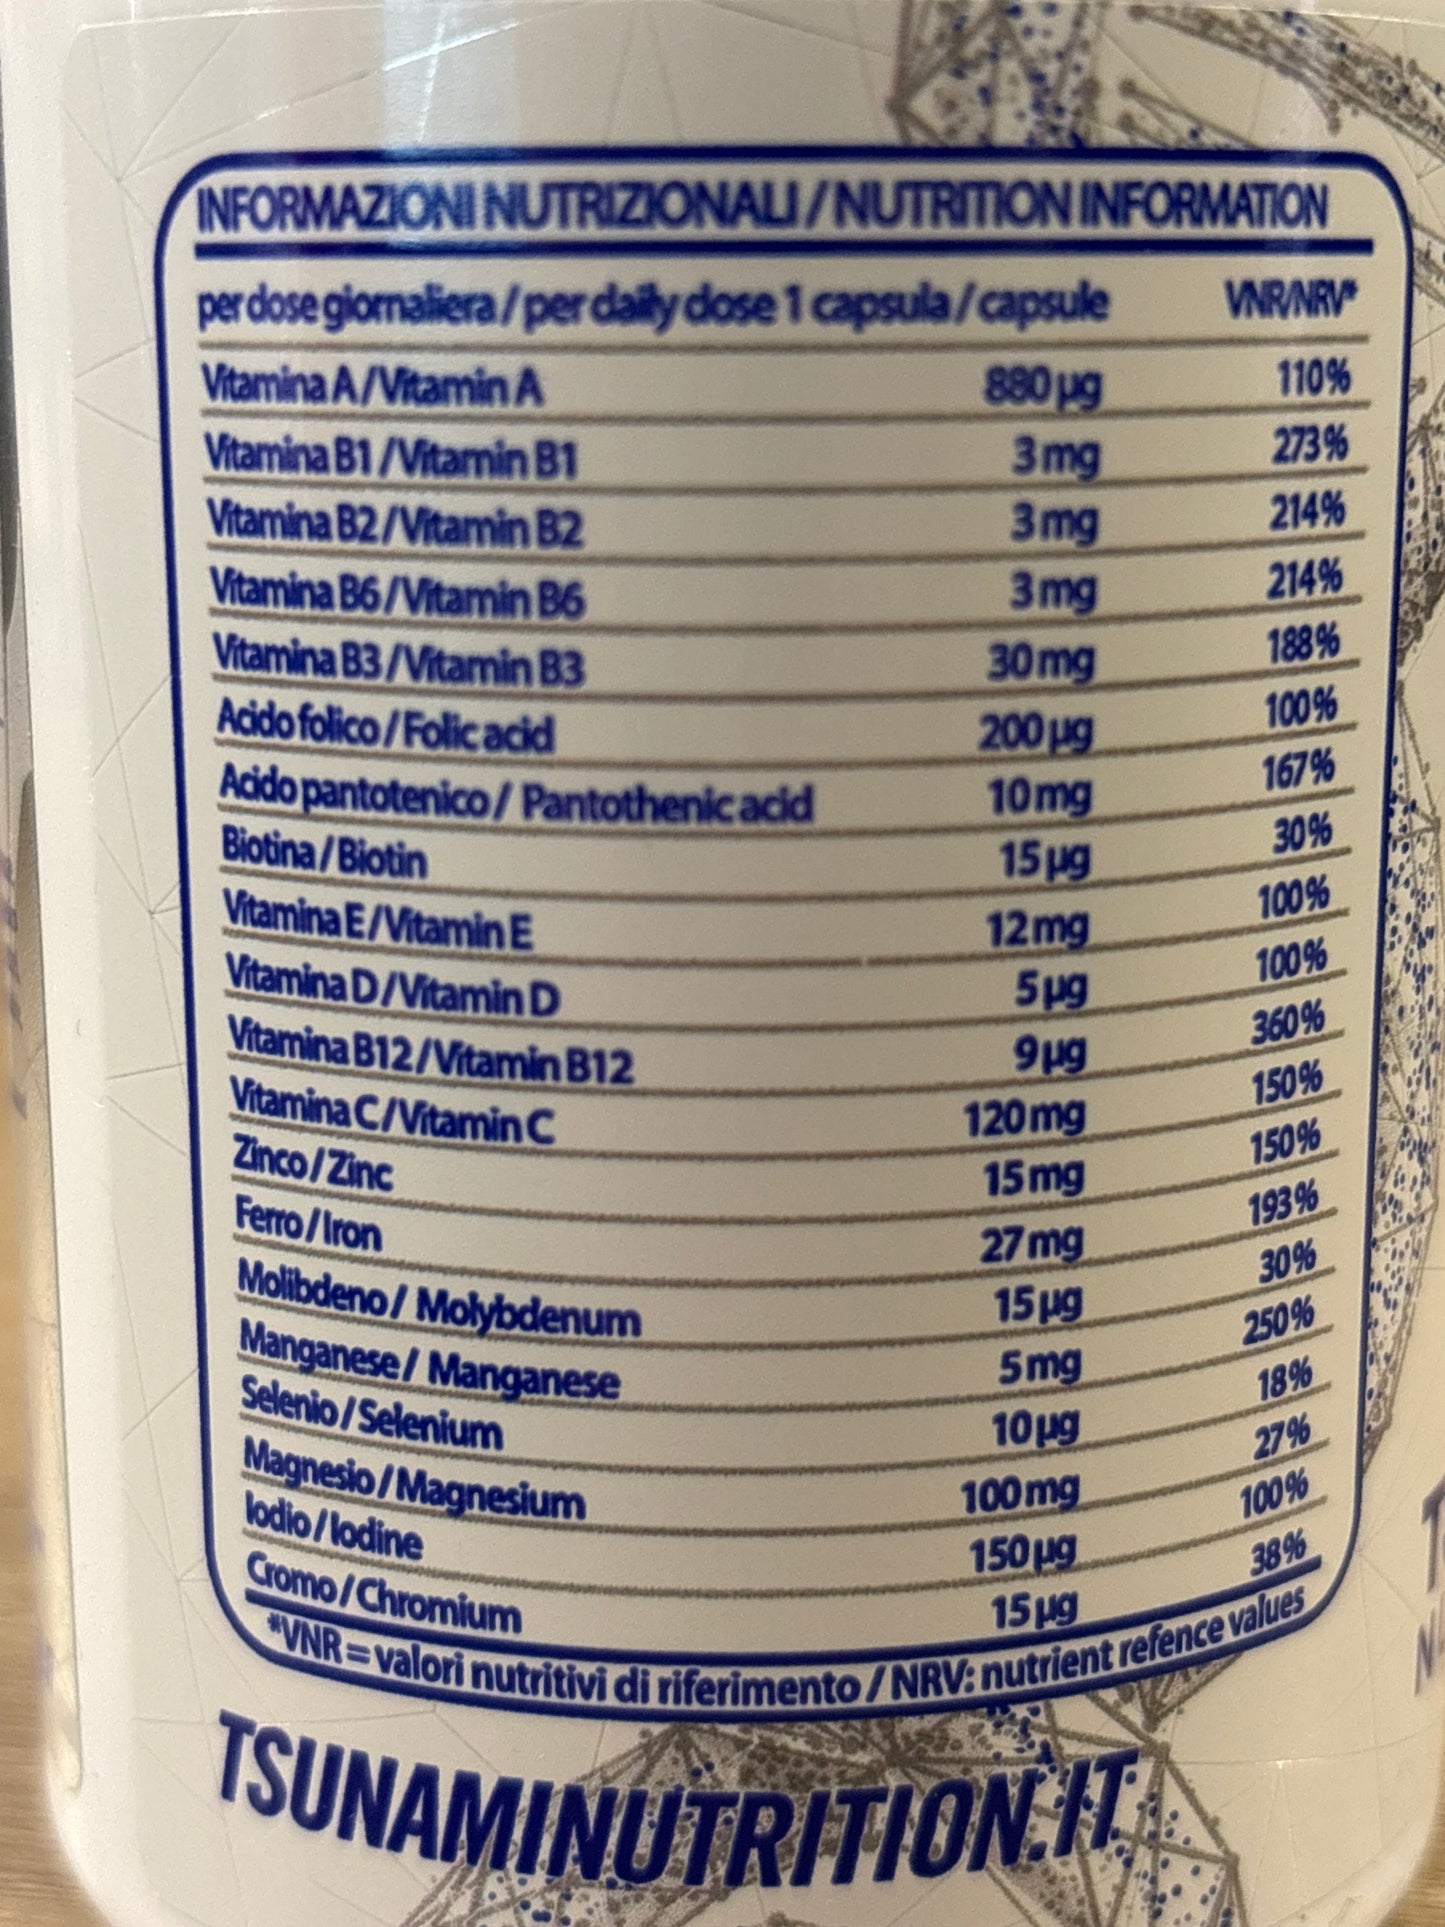 INFORMAZIONI NUTRIZIONALI / NUTRITION INFORMATION
per dose giornaliera / per daily dose 1 capsula / capsule VNR/NRV*
Vitamina A / Vitamin A 880 µg 110%
Vitamina B1 / Vitamin B1 3 mg 273%
Vitamina B2 / Vitamin B2 3 mg 214%
Vitamina B6 / Vitamin B6 3 mg 214%
Vitamina B3 / Vitamin B3 30 mg 188%
Acido folico / Folic acid 200 µg 100%
Acido pantotenico / Pantothenic acid 10 mg 167%
Biotina / Biotin 15 µg 30%
Vitamina E / Vitamin E 12 mg 100%
Vitamina D / Vitamin D 5 µg 100%
Vitamina B12 / Vitamin B12 9 µg 360%
Vitamina C / Vitamin C 120 mg 150%
Zinco / Zinc 15 mg 150%
Ferro / Iron 27 mg 193%
Molibdeno / Molybdenum 15 µg 30%
Manganese / Manganese 5 mg 250%
Selenio / Selenium 10 µg 18%
Magnesio / Magnesium 100 mg 27%
Iodio / Iodine 150 µg 100%
Cromo / Chromium 15 µg 38%
*VNR = valori nutritivi di riferimento / NRV: nutrient refence values
TSUNAMINUTRITION.IT